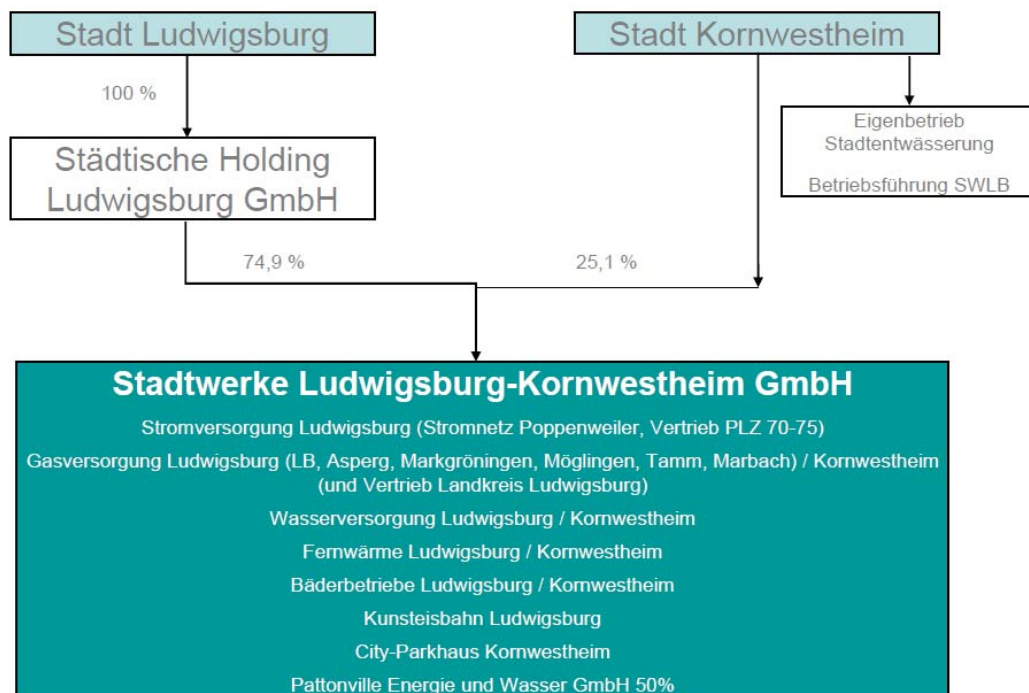 Stadt Ludwigsburg
Stadt Kornwestheim
100 %
Eigenbetrieb
Stadtentwässerung
Betriebsführung SWLB
Städtische Holding
Ludwigsburg GmbH
74,9 %
25,1 %
Stadtwerke Ludwigsburg-Kornwestheim GmbH
Stromversorgung Ludwigsburg (Stromnetz Poppenweiler, Vertrieb PLZ 70-75)
Gasversorgung Ludwigsburg (LB, Asperg, Markgröningen, Möglingen, Tamm, Marbach) / Kornwestheim
(und Vertrieb Landkreis Ludwigsburg)
Wasserversorgung Ludwigsburg / Kornwestheim
Fernwärme Ludwigsburg / Kornwestheim
Bäderbetriebe Ludwigsburg / Kornwestheim
Kunsteisbahn Ludwigsburg
City-Parkhaus Kornwestheim
Pattonville Energie und Wasser GmbH 50%